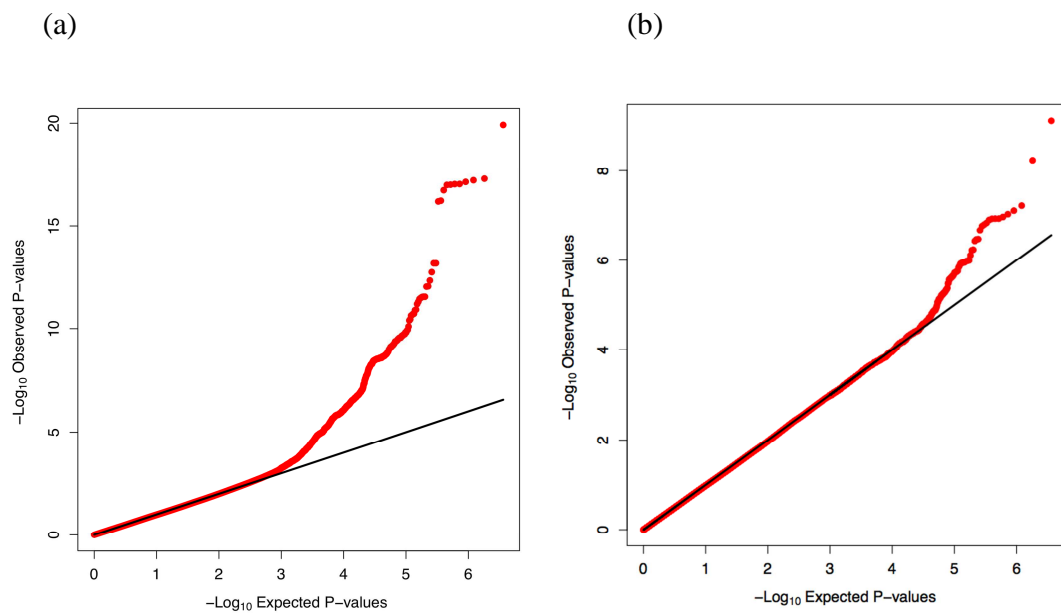 (a)
(b)
−Log10 Observed P-values
20
15
10
5
0
0 1 2 3 4 5 6
−Log10 Expected P-values
−Log10 Observed P-values
8
6
4
2
0
0 1 2 3 4 5 6
−Log10 Expected P-values